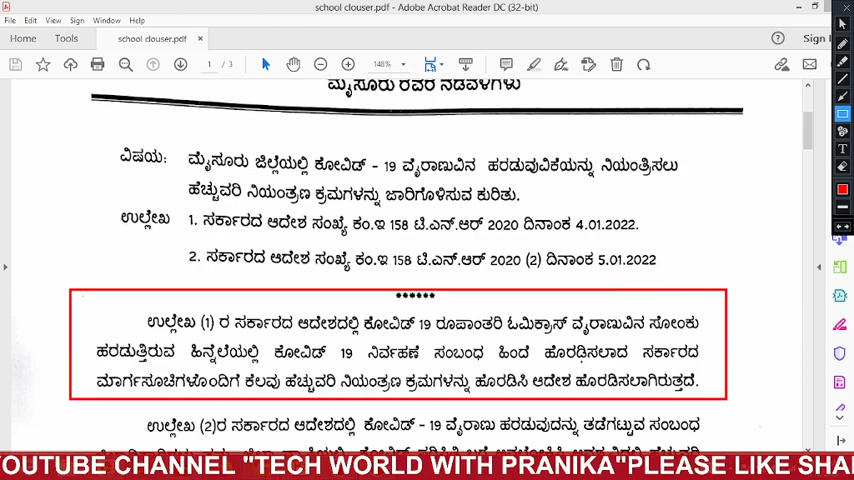 school clouser.pdf - Adobe Acrobat Reader DC (32-bit)
File Edit View Sign Window Help
Home Tools school clouser.pdf × Sign I
1 / 3 148%
ಮೈಸೂರು ರವರ ನಡವಳಿಗಳು
ವಿಷಯ: ಮೈಸೂರು ಜಿಲ್ಲೆಯಲ್ಲಿ ಕೋವಿಡ್ - 19 ವೈರಾಣುವಿನ ಹರಡುವುವಿಕೆಯನ್ನು ನಿಯಂತ್ರಿಸಲು
ಹೆಚ್ಚುವರಿ ನಿಯಂತ್ರಣ ಕ್ರಮಗಳನ್ನು ಜಾರಿಗೊಳಿಸುವ ಕುರಿತು.
ಉಲ್ಲೇಖ 1. ಸರ್ಕಾರದ ಆದೇಶ ಸಂಖ್ಯೆ ಕಂ.ಇ 158 ಟಿ.ಎನ್.ಆರ್ 2020 ದಿನಾಂಕ 4.01.2022.
2. ಸರ್ಕಾರದ ಆದೇಶ ಸಂಖ್ಯೆ ಕಂ.ಇ 158 ಟಿ.ಎನ್.ಆರ್ 2020 (2) ದಿನಾಂಕ 5.01.2022
******
ಉಲ್ಲೇಖ (1) ರ ಸರ್ಕಾರದ ಆದೇಶದಲ್ಲಿ ಕೋವಿಡ್ 19 ರೂಪಾಂತರಿ ಓಮಿಕ್ರಾಸ್ ವೈರಾಣುವಿನ ಸೋಂಕು
ಹರಡುತ್ತಿರುವ ಹಿನ್ನೆಲೆಯಲ್ಲಿ ಕೋವಿಡ್ 19 ನಿರ್ವಹಣೆ ಸಂಬಂಧ ಹಿಂದೆ ಹೊರಡಿಸಲಾದ ಸರ್ಕಾರದ
ಮಾರ್ಗಸೂಚಿಗಳೊಂದಿಗೆ ಕೆಲವು ಹೆಚ್ಚುವರಿ ನಿಯಂತ್ರಣ ಕ್ರಮಗಳನ್ನು ಹೊರಡಿಸಿ ಆದೇಶ ಹೊರಡಿಸಲಾಗಿರುತ್ತದೆ.
ಉಲ್ಲೇಖ (2)ರ ಸರ್ಕಾರದ ಆದೇಶದಲ್ಲಿ ಕೋವಿಡ್ - 19 ವೈರಾಣು ಹರಡುವುದನ್ನು ತಡೆಗಟ್ಟುವ ಸಂಬಂಧ
YOUTUBE CHANNEL "TECH WORLD WITH PRANIKA"PLEASE LIKE SHA